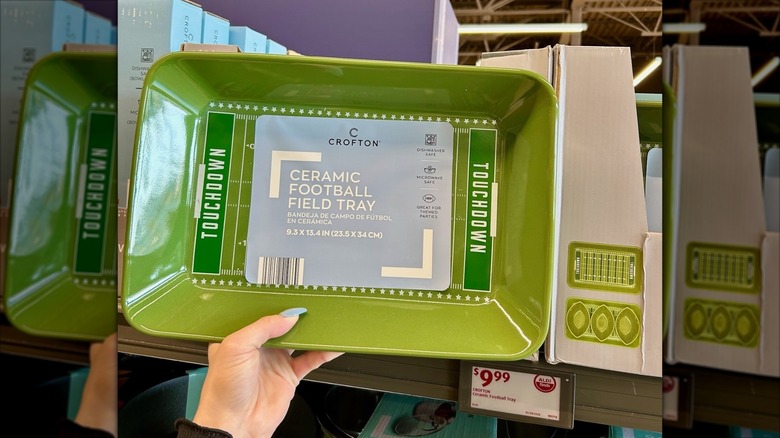 TOUCHDOWN
C
CROFTON
CERAMIC
FOOTBALL
FIELD TRAY
BANDEJA DE CAMPO DE FÚTBOL
EN CERÁMICA
9.3 X 13.4 IN (23.5 X 34 CM)
DISHWASHER
SAFE
MICROWAVE
SAFE
GREAT FOR
THEMED
PARTIES
TOUCHDOWN
TOUCHDOWN
$9.99
ALDI
CROFTON
Ceramic Football Tray